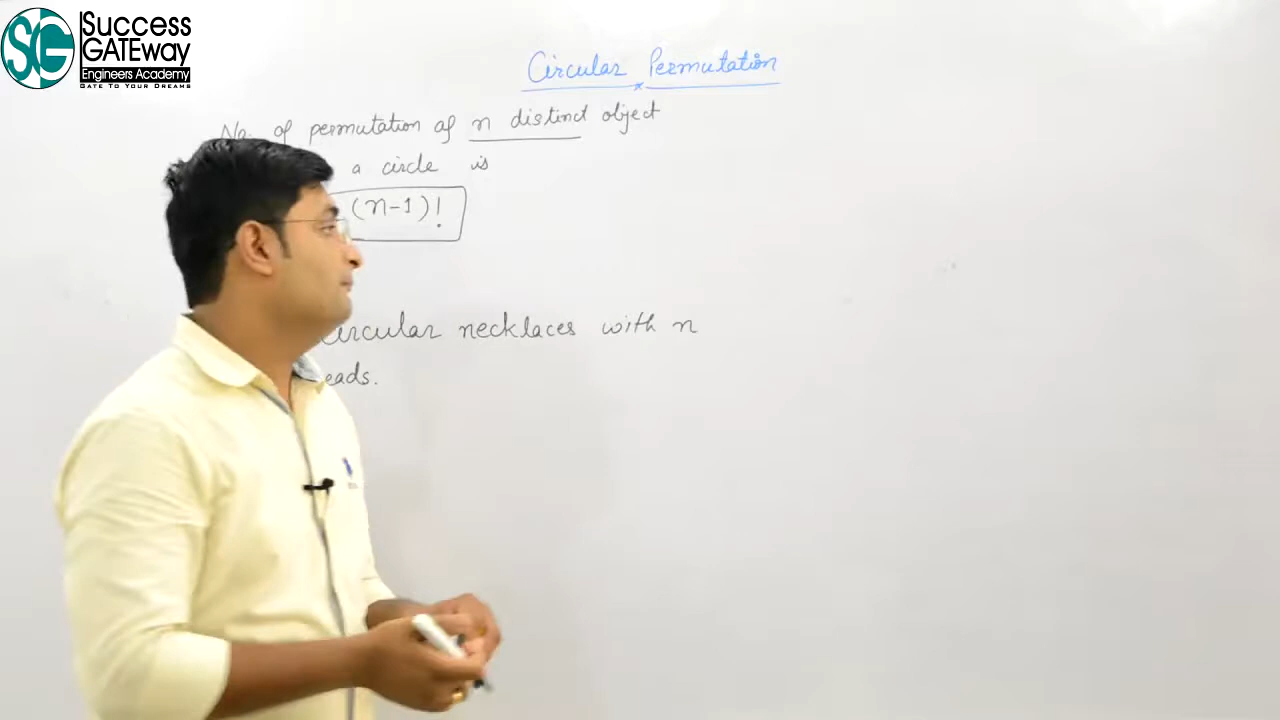 Success
GATEway
Engineers Academy
GATE TO YOUR DREAMS
SG
Circular Permutation
No. of permutation of n distinct object
a circle is
(n-1)!
circular necklaces with n
eads.